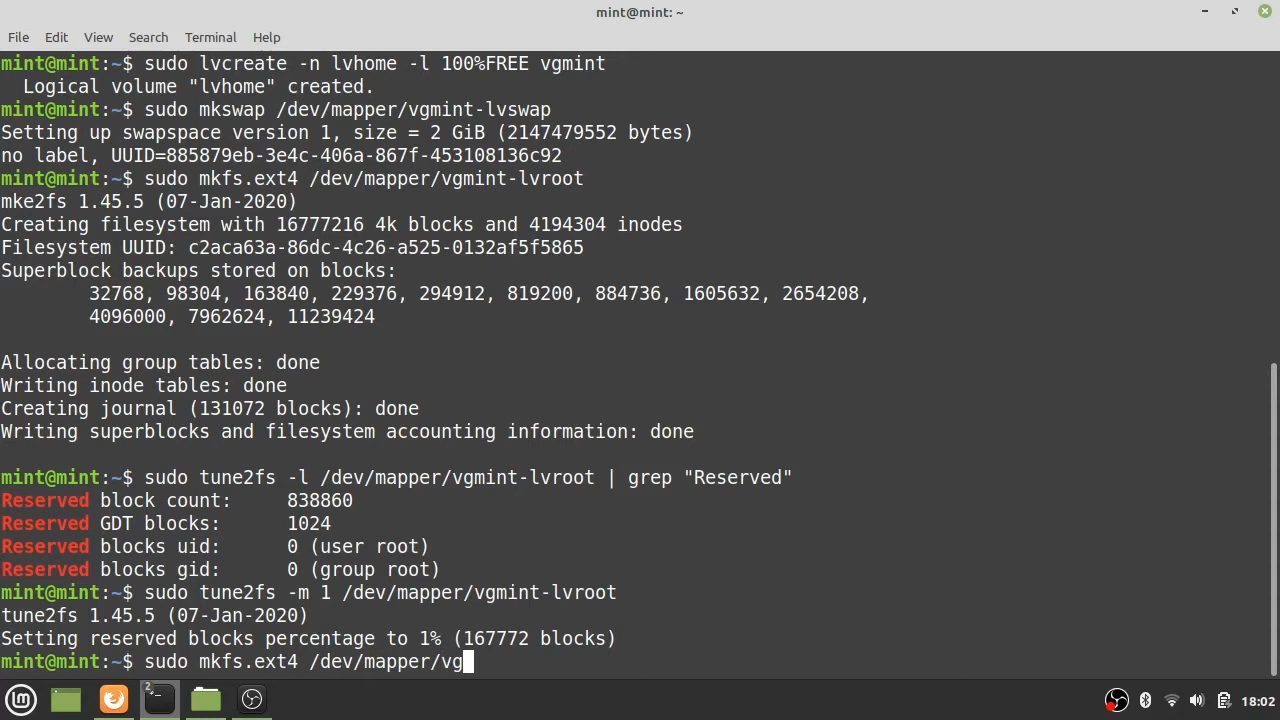 mint@mint: ~
File Edit View Search Terminal Help
mint@mint:~$ sudo lvcreate -n lvhome -l 100%FREE vgmint
  Logical volume "lvhome" created.
mint@mint:~$ sudo mkswap /dev/mapper/vgmint-lvswap
Setting up swapspace version 1, size = 2 GiB (2147479552 bytes)
no label, UUID=885879eb-3e4c-406a-867f-453108136c92
mint@mint:~$ sudo mkfs.ext4 /dev/mapper/vgmint-lvroot
mke2fs 1.45.5 (07-Jan-2020)
Creating filesystem with 16777216 4k blocks and 4194304 inodes
Filesystem UUID: c2aca63a-86dc-4c26-a525-0132af5f5865
Superblock backups stored on blocks:
        32768, 98304, 163840, 229376, 294912, 819200, 884736, 1605632, 2654208,
        4096000, 7962624, 11239424
Allocating group tables: done
Writing inode tables: done
Creating journal (131072 blocks): done
Writing superblocks and filesystem accounting information: done
mint@mint:~$ sudo tune2fs -l /dev/mapper/vgmint-lvroot | grep "Reserved"
Reserved block count:     838860
Reserved GDT blocks:      1024
Reserved blocks uid:      0 (user root)
Reserved blocks gid:      0 (group root)
mint@mint:~$ sudo tune2fs -m 1 /dev/mapper/vgmint-lvroot
tune2fs 1.45.5 (07-Jan-2020)
Setting reserved blocks percentage to 1% (167772 blocks)
mint@mint:~$ sudo mkfs.ext4 /dev/mapper/vg
2
18:02